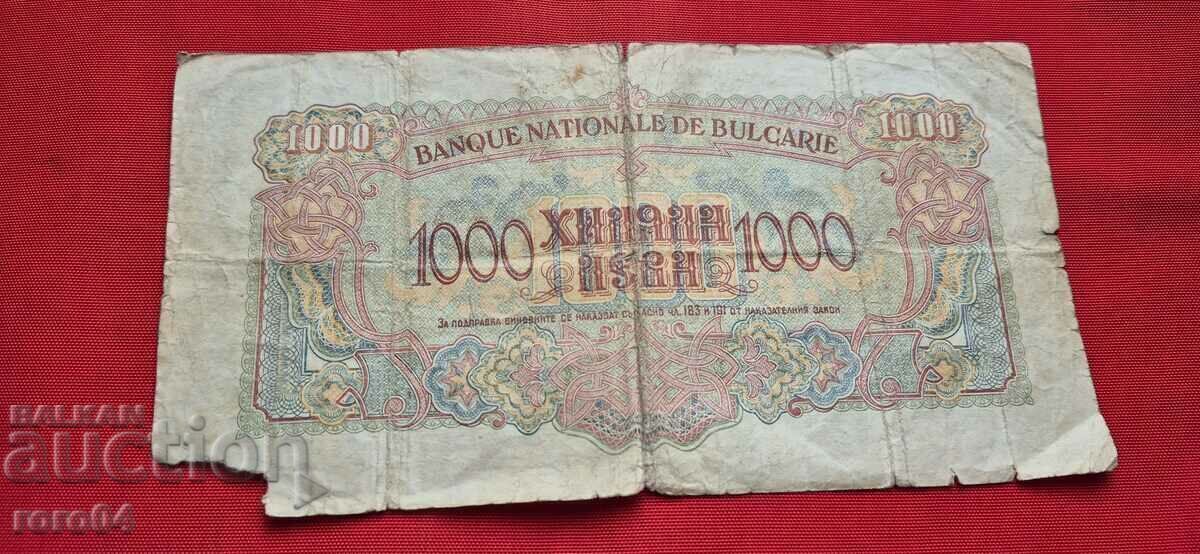 1000
BANQUE NATIONALE DE BULGARIE
1000
1000
ХИЛЯДИ
ЛЕВА
1000
ЗА ПОДПРАВКА ВИНОВНИТЕ СЕ НАКАЗВАТ СЪГЛАСНО ЧЛ. 183 И 191 ОТ НАКАЗАТЕЛНИЯ ЗАКОН
BALKAN
auction
roro64